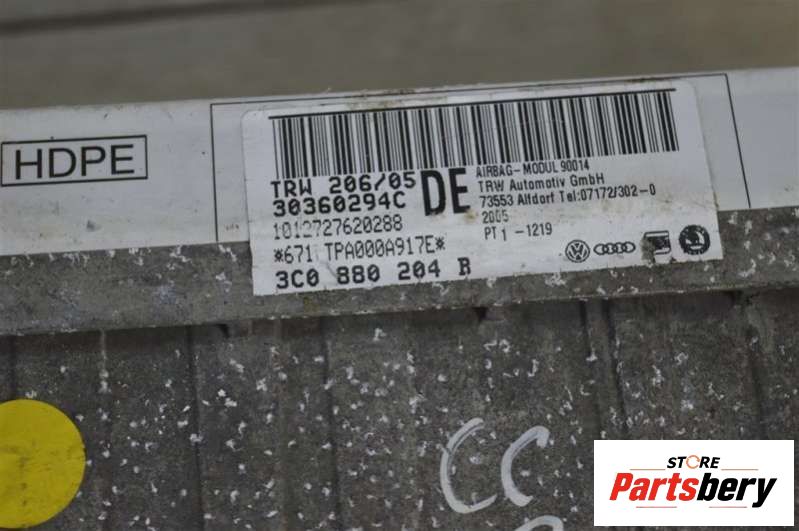 HDPE
TRW 206/05
30360294C
1012727620288
*671 TPA000A917E*
3C0 880 204
DE
AIRBAG-MODUL 90014
TRW Automotiv GmbH
73553 Alfdorf Tel:07172/302-0
2005
PT 1 -1219
CC
STORE
Partsbery